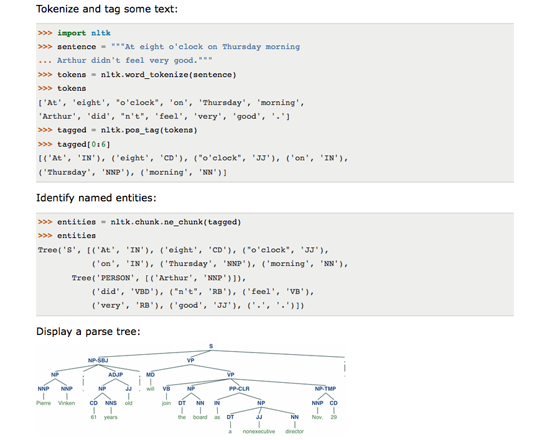 Tokenize and tag some text:
>>> import nltk
>>> sentence = """At eight o'clock on Thursday morning
... Arthur didn't feel very good."""
>>> tokens = nltk.word_tokenize(sentence)
>>> tokens
['At', 'eight', "o'clock", 'on', 'Thursday', 'morning',
'Arthur', 'did', "n't", 'feel', 'very', 'good', '.']
>>> tagged = nltk.pos_tag(tokens)
>>> tagged[0:6]
[('At', 'IN'), ('eight', 'CD'), ("o'clock", 'JJ'), ('on', 'IN'),
('Thursday', 'NNP'), ('morning', 'NN')]
Identify named entities:
>>> entities = nltk.chunk.ne_chunk(tagged)
>>> entities
Tree('S', [('At', 'IN'), ('eight', 'CD'), ("o'clock", 'JJ'),
('on', 'IN'), ('Thursday', 'NNP'), ('morning', 'NN'),
Tree('PERSON', [('Arthur', 'NNP')]),
('did', 'VBD'), ("n't", 'RB'), ('feel', 'VB'),
('very', 'RB'), ('good', 'JJ'), ('.', '.')])
Display a parse tree:
S
NP-SBJ VP .
NP , ADJP , MD VP .
NNP NNP , NP JJ , will VB NP PP-CLR NP-TMP
Pierre Vinken CD NNS old join DT NN IN NP NNP CD
61 years the board as DT JJ NN Nov. 29
a nonexecutive director